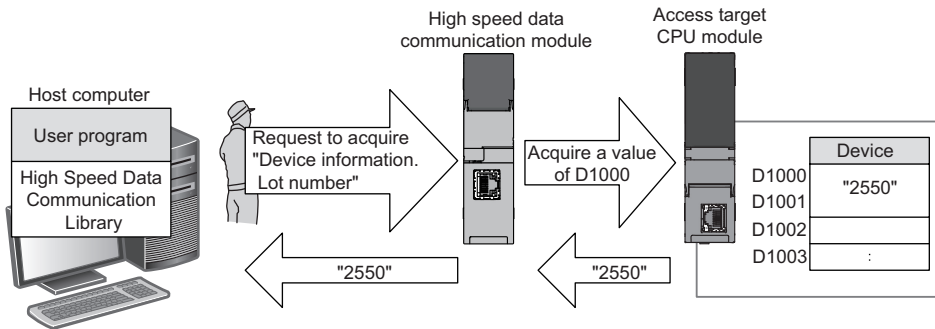 High speed data
communication module
Access target
CPU module
Host computer
User program
High Speed Data
Communication
Library
Request to acquire
"Device information.
Lot number"
Acquire a value
of D1000
Device
D1000
"2550"
D1001
D1002
D1003
:
"2550"
"2550"